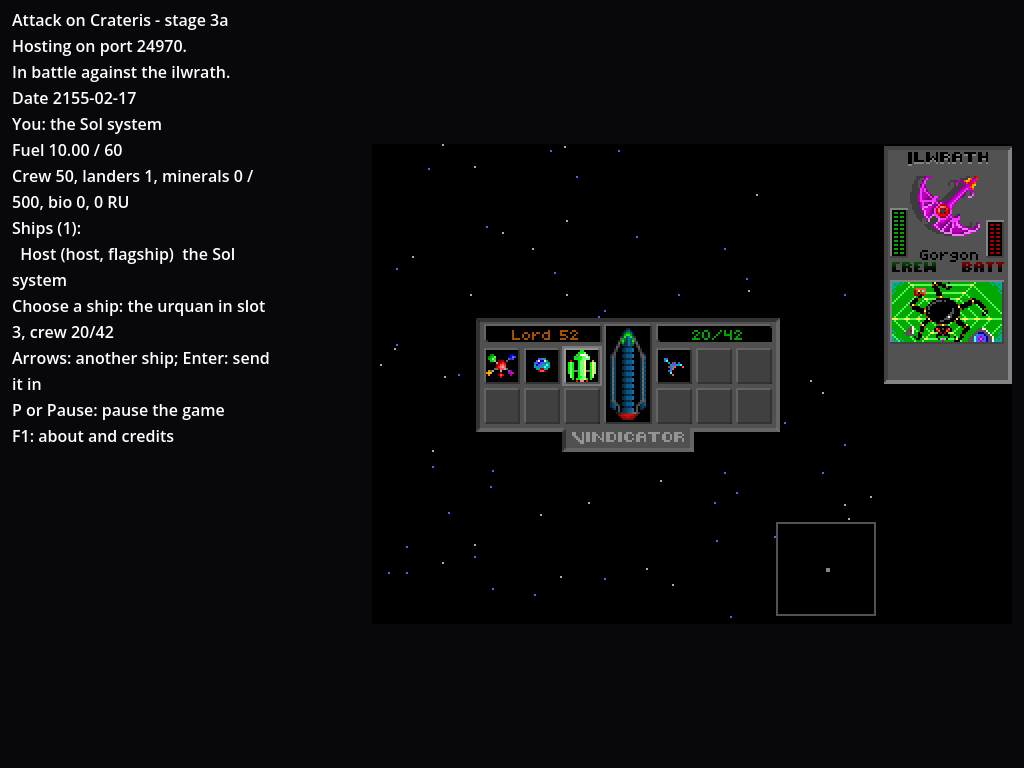 Attack on Crateris - stage 3a
Hosting on port 24970.
In battle against the ilwrath.
Date 2155-02-17
You: the Sol system
Fuel 10.00 / 60
Crew 50, landers 1, minerals 0 /
500, bio 0, 0 RU
Ships (1):
Host (host, flagship)  the Sol
system
Choose a ship: the urquan in slot
3, crew 20/42
Arrows: another ship; Enter: send
it in
P or Pause: pause the game
F1: about and credits
ILWRATH
Gorgon
CREW BATT
Lord 52 20/42
VINDICATOR